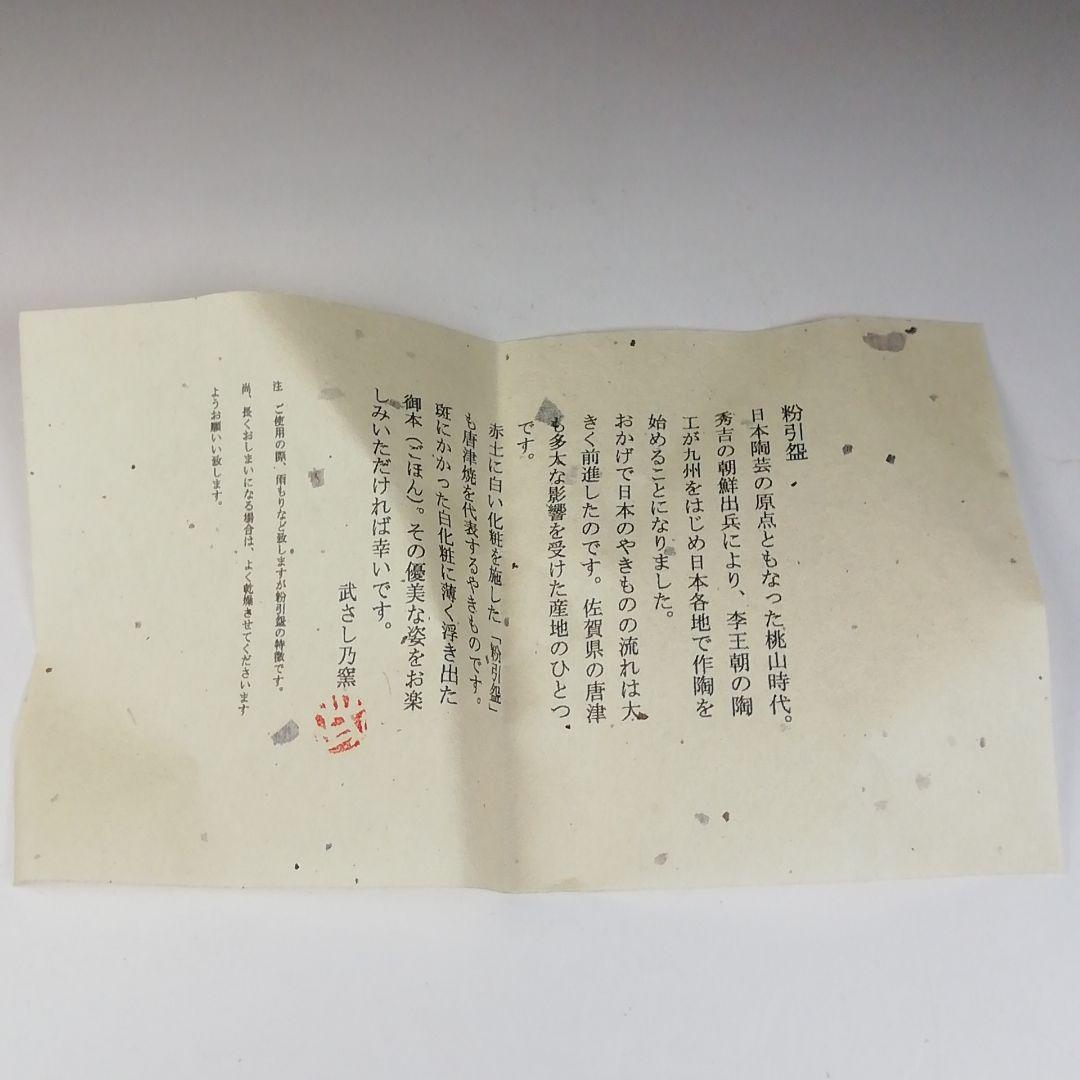 粉引盌
日本陶芸の原点ともなった桃山時代。
秀吉の朝鮮出兵により、李王朝の陶
工が九州をはじめ日本各地で作陶を
始めることになりました。
おかげで日本のやきものの流れは大
きく前進したのです。佐賀県の唐津
も多大な影響を受けた産地のひとつ
です。
赤土に白い化粧を施した「粉引盌」
も唐津焼を代表するやきものです。
斑にかかった白化粧に薄く浮き出た
御本（ごほん）。その優美な姿をお楽
しみいただければ幸いです。
武さし乃窯
注 ご使用の際、雨もりなど致しますが粉引盌の特徴です。
尚、長くおしまいになる場合は、よく乾燥させてくださいます
ようお願いい致します。